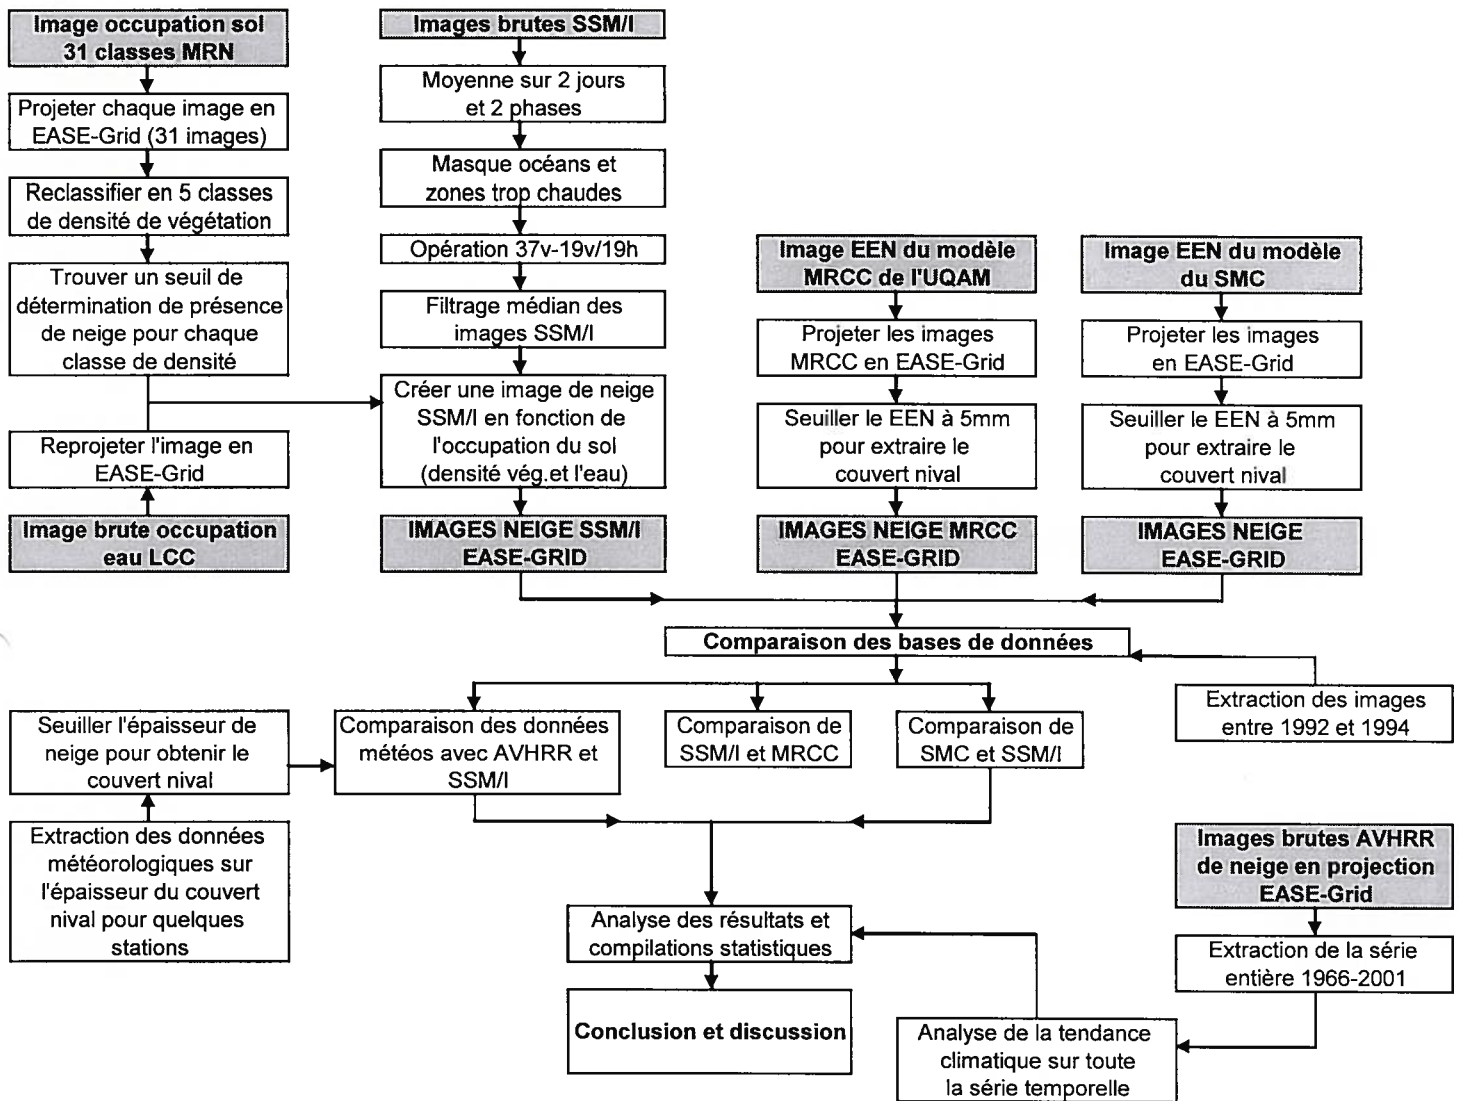 Image occupation sol
31 classes MRN
Projeter chaque image en
EASE-Grid (31 images)
Reclassifier en 5 classes
de densité de végétation
Trouver un seuil de
détermination de présence
de neige pour chaque
classe de densité
Reprojeter l'image en
EASE-Grid
Image brute occupation
eau LCC
Images brutes SSM/I
Moyenne sur 2 jours
et 2 phases
Masque océans et
zones trop chaudes
Opération 37v-19v/19h
Filtrage médian des
images SSM/I
Créer une image de neige
SSM/I en fonction de
l'occupation du sol
(densité vég.et l'eau)
IMAGES NEIGE SSM/I
EASE-GRID
Image EEN du modèle
MRCC de l'UQAM
Projeter les images
MRCC en EASE-Grid
Seuiller le EEN à 5mm
pour extraire le
couvert nival
IMAGES NEIGE MRCC
EASE-GRID
Image EEN du modèle
du SMC
Projeter les images
en EASE-Grid
Seuiller le EEN à 5mm
pour extraire le
couvert nival
IMAGES NEIGE
EASE-GRID
Comparaison des bases de données
Extraction des images
entre 1992 et 1994
Seuiller l'épaisseur de
neige pour obtenir le
couvert nival
Comparaison des données
météos avec AVHRR et
SSM/I
Comparaison de
SSM/I et MRCC
Comparaison de
SMC et SSM/I
Extraction des données
météorologiques sur
l'épaisseur du couvert
nival pour quelques
stations
Images brutes AVHRR
de neige en projection
EASE-Grid
Analyse des résultats et
compilations statistiques
Extraction de la série
entière 1966-2001
Conclusion et discussion
Analyse de la tendance
climatique sur toute
la série temporelle